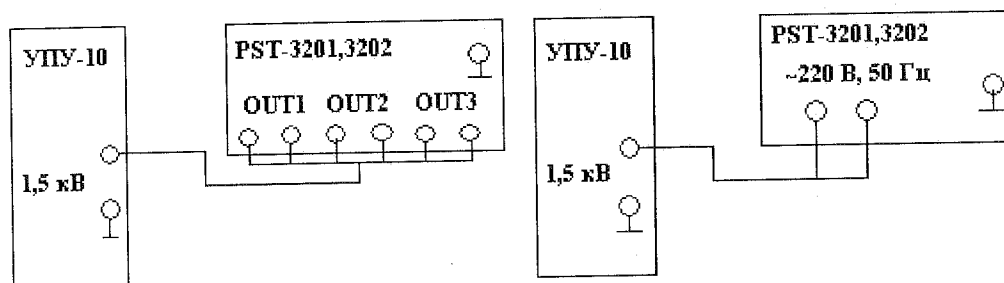 УПУ-10
1,5 кВ
PST-3201,3202
OUT1 OUT2 OUT3
УПУ-10
1,5 кВ
PST-3201,3202
~220 В, 50 Гц